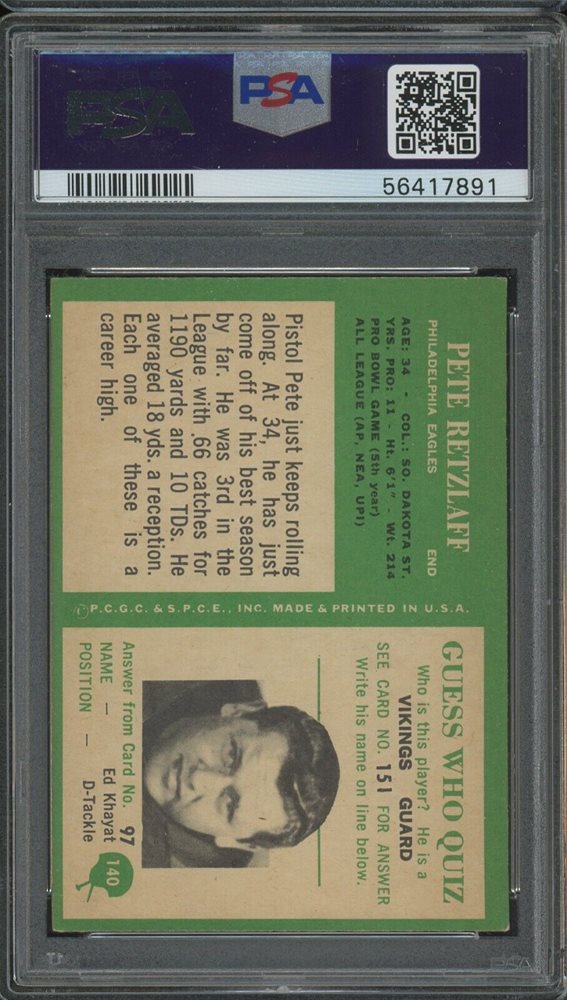 PSA
PSA
56417891
PETE RETZLAFF
PHILADELPHIA EAGLES END
AGE: 34 - COL.: SO. DAKOTA ST.
YRS. PRO: 11 - Ht. 6'1" - Wt. 214
PRO BOWL GAME (5th year)
ALL LEAGUE (AP, NEA, UPI)
Pistol Pete just keeps rolling
along. At 34, he has just
come off of his best season
by far. He was 3rd in the
League with 66 catches for
1190 yards and 10 TDs. He
averaged 18 yds. a reception.
Each one of these is a
career high.
©P.C.G.C. & S.P.C.E., INC. MADE & PRINTED IN U.S.A.
GUESS WHO QUIZ
Who is this player? He is a
VIKINGS GUARD
SEE CARD NO. 151 FOR ANSWER
Write his name on line below.
Answer from Card No. 97
NAME — Ed Khayat
POSITION — D-Tackle
140
PSA